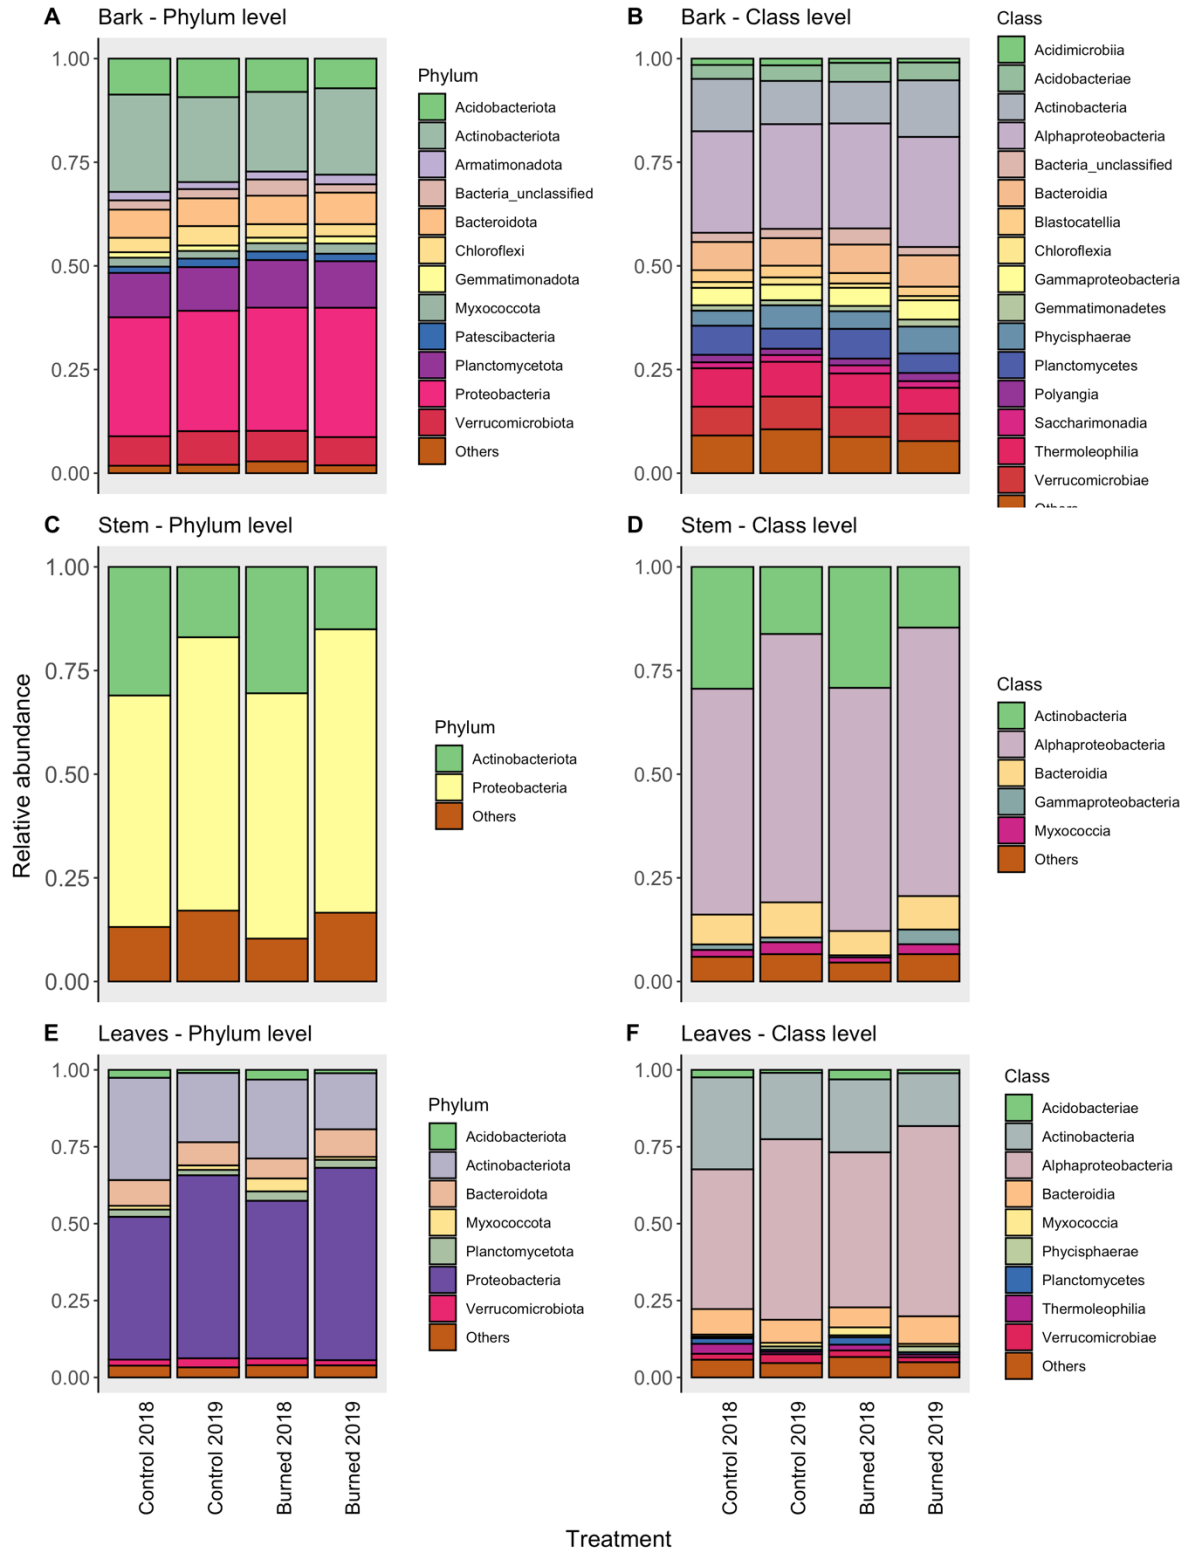 A Bark - Phylum level
1.00
0.75
0.50
0.25
0.00
Phylum
Acidobacteriota
Actinobacteriota
Armatimonadota
Bacteria_unclassified
Bacteroidota
Chloroflexi
Gemmatimonadota
Myxococcota
Patescibacteria
Planctomycetota
Proteobacteria
Verrucomicrobiota
Others
B Bark - Class level
1.00
0.75
0.50
0.25
0.00
Class
Acidimicrobiia
Acidobacteriae
Actinobacteria
Alphaproteobacteria
Bacteria_unclassified
Bacteroidia
Blastocatellia
Chloroflexia
Gammaproteobacteria
Gemmatimonadetes
Phycisphaerae
Planctomycetes
Polyangia
Saccharimonadia
Thermoleophilia
Verrucomicrobiae
Others
C Stem - Phylum level
1.00
0.75
0.50
0.25
0.00
Relative abundance
Phylum
Actinobacteriota
Proteobacteria
Others
D Stem - Class level
1.00
0.75
0.50
0.25
0.00
Class
Actinobacteria
Alphaproteobacteria
Bacteroidia
Gammaproteobacteria
Myxococcia
Others
E Leaves - Phylum level
1.00
0.75
0.50
0.25
0.00
Control 2018
Control 2019
Burned 2018
Burned 2019
Phylum
Acidobacteriota
Actinobacteriota
Bacteroidota
Myxococcota
Planctomycetota
Proteobacteria
Verrucomicrobiota
Others
F Leaves - Class level
1.00
0.75
0.50
0.25
0.00
Control 2018
Control 2019
Burned 2018
Burned 2019
Class
Acidobacteriae
Actinobacteria
Alphaproteobacteria
Bacteroidia
Myxococcia
Phycisphaerae
Planctomycetes
Thermoleophilia
Verrucomicrobiae
Others
Treatment